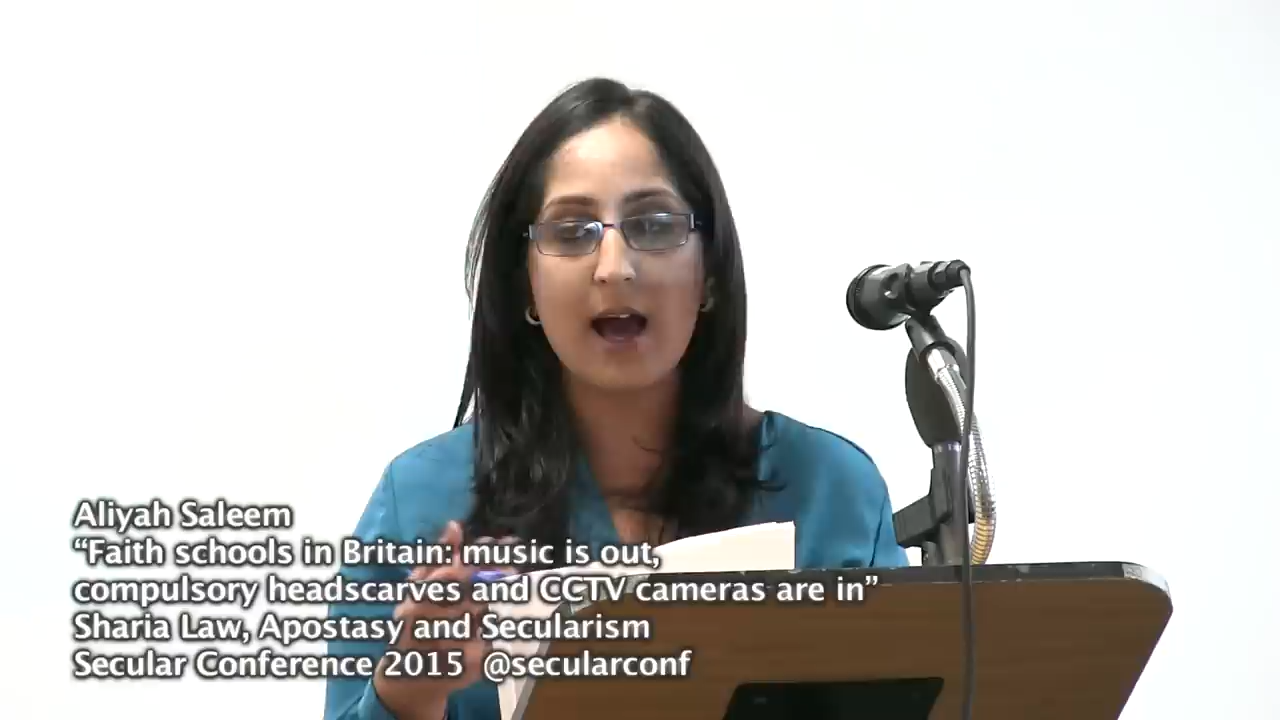 Aliyah Saleem
“Faith schools in Britain: music is out,
compulsory headscarves and CCTV cameras are in”
Sharia Law, Apostasy and Secularism
Secular Conference 2015 @secularconf